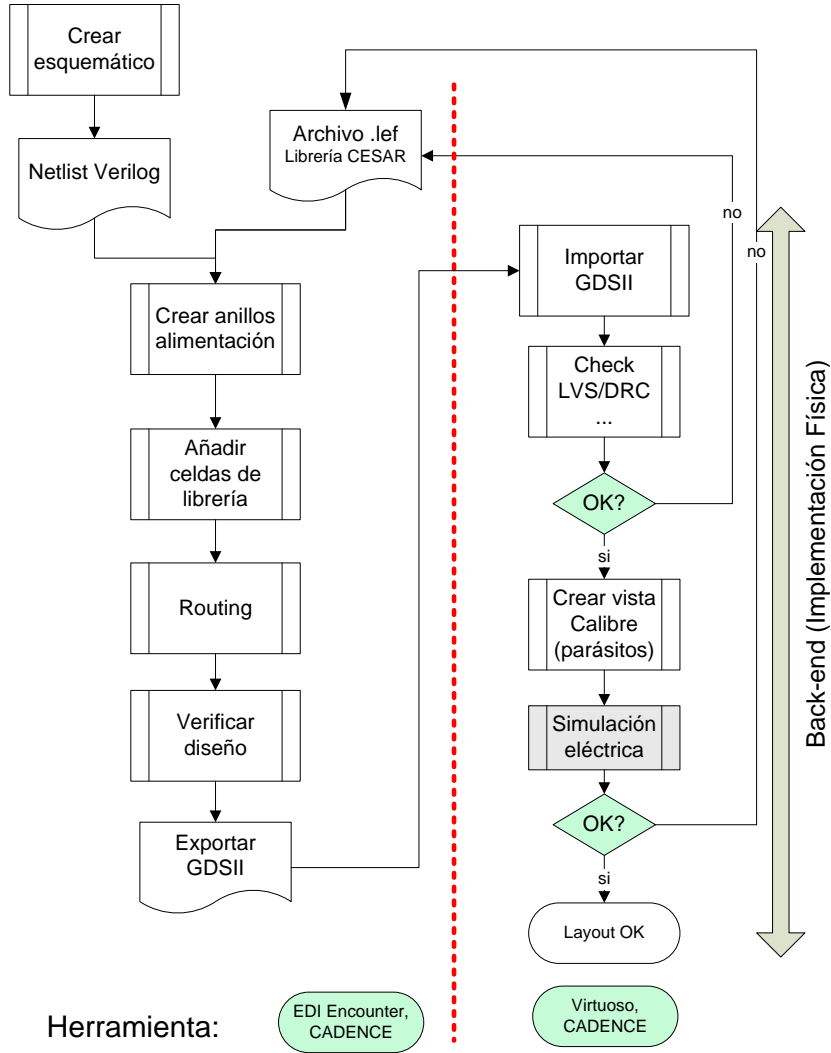 Crear
esquemático
Netlist Verilog
Archivo .lef
Librería CESAR
Crear anillos
alimentación
Añadir
celdas de
librería
Routing
Verificar
diseño
Exportar
GDSII
Importar
GDSII
Check
LVS/DRC
...
OK?
no
si
Crear vista
Calibre
(parásitos)
Simulación
eléctrica
OK?
no
si
Layout OK
Back-end (Implementación Física)
Herramienta:
EDI Encounter,
CADENCE
Virtuoso,
CADENCE